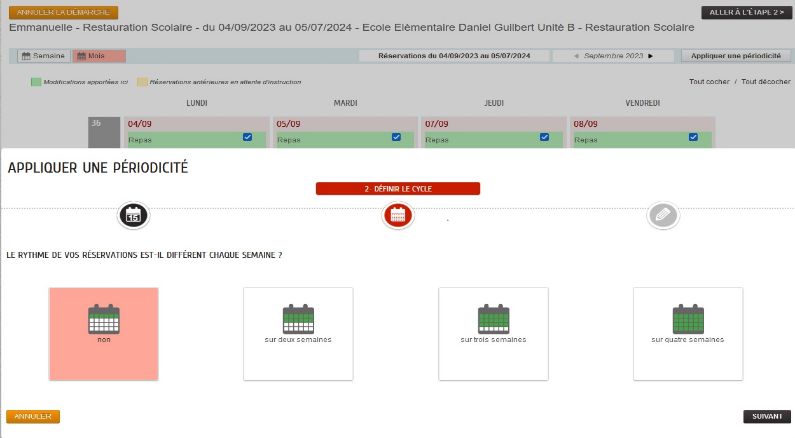 ANNULER LA DÉMARCHE
ALLER À L'ÉTAPE 2 >
Emmanuelle - Restauration Scolaire - du 04/09/2023 au 05/07/2024 - Ecole Elémentaire Daniel Guilbert Unité B - Restauration Scolaire
Semaine Mois Réservations du 04/09/2023 au 05/07/2024 ◄ Septembre 2023 ► Appliquer une périodicité
Modifications apportées ici Réservations antérieures en attente d'instruction Tout cocher / Tout décocher
LUNDI MARDI JEUDI VENDREDI
36 04/09 05/09 07/09 08/09
Repas Repas Repas Repas
APPLIQUER UNE PÉRIODICITÉ
2- DÉFINIR LE CYCLE
15
LE RYTHME DE VOS RÉSERVATIONS EST-IL DIFFÉRENT CHAQUE SEMAINE ?
non sur deux semaines sur trois semaines sur quatre semaines
ANNULER SUIVANT